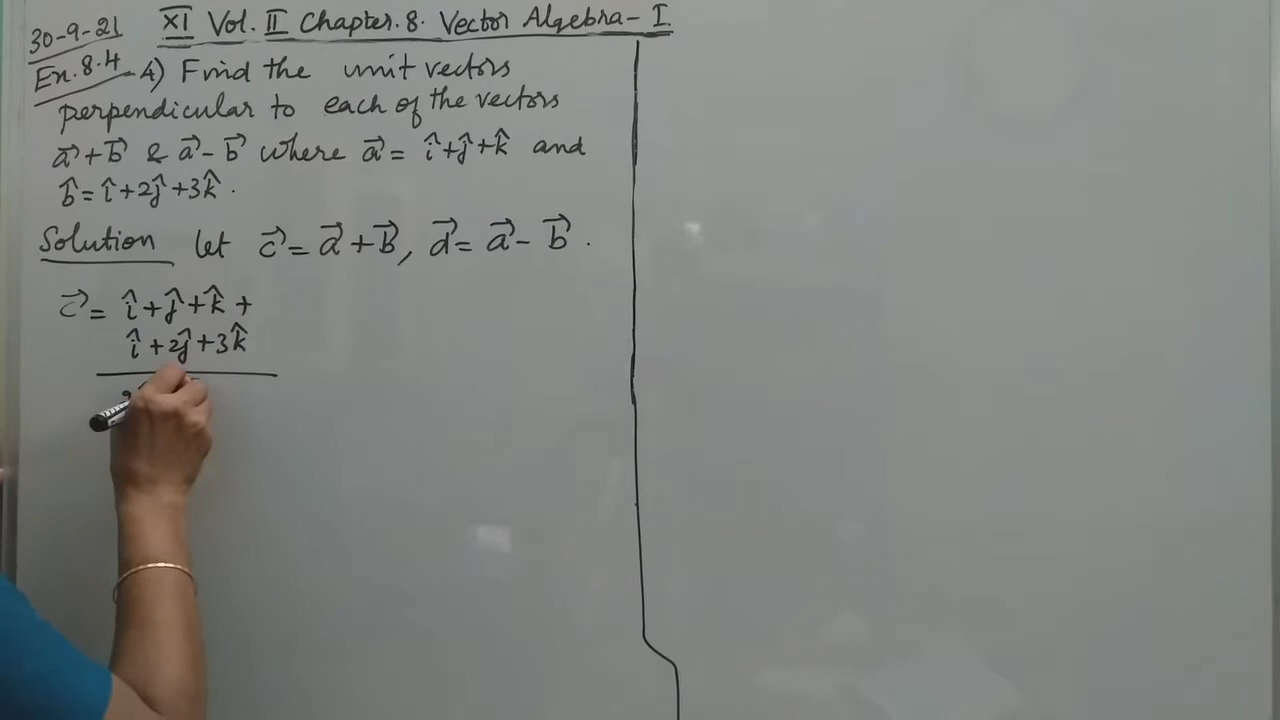 30-9-21 XI Vol. II Chapter.8. Vector Algebra-I
Ex.8.4 4) Find the unit vectors
perpendicular to each of the vectors
a⃗+b⃗ & a⃗-b⃗ where a⃗= î+ĵ+k̂ and
b⃗=î+2ĵ+3k̂.
Solution let c⃗=a⃗+b⃗, d⃗=a⃗-b⃗.
c⃗= î+ĵ+k̂+
î+2ĵ+3k̂